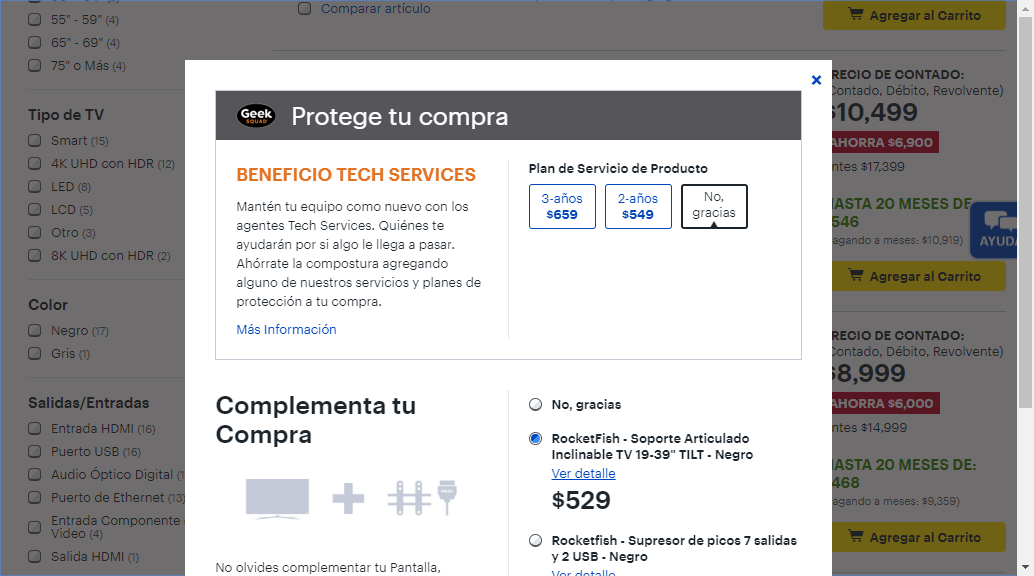 55" - 59" (4)
65" - 69" (4)
75" o Más (4)
Tipo de TV
Smart (15)
4K UHD con HDR (12)
LED (8)
LCD (5)
Otro (3)
8K UHD con HDR (2)
Color
Negro (17)
Gris (1)
Salidas/Entradas
Entrada HDMI (16)
Puerto USB (16)
Audio Óptico Digital (1
Puerto de Ethernet (13)
Entrada Componente
Video (4)
Salida HDMI (1)
Comparar artículo
Agregar al Carrito
Geek
SQUAD
Protege tu compra
BENEFICIO TECH SERVICES
Mantén tu equipo como nuevo con los
agentes Tech Services. Quiénes te
ayudarán por si algo le llega a pasar.
Ahórrate la compostura agregando
alguno de nuestros servicios y planes de
protección a tu compra.
Más Información
Plan de Servicio de Producto
3-años
$659
2-años
$549
No,
gracias
Complementa tu
Compra
No olvides complementar tu Pantalla,
No, gracias
RocketFish - Soporte Articulado
Inclinable TV 19-39" TILT - Negro
Ver detalle
$529
Rocketfish - Supresor de picos 7 salidas
y 2 USB - Negro
Ver detalle
RECIO DE CONTADO:
Contado, Débito, Revolvente)
$10,499
AHORRA $6,900
ntes $17,399
HASTA 20 MESES DE
546
agando a meses: $10,919)
AYUDA
Agregar al Carrito
RECIO DE CONTADO:
Contado, Débito, Revolvente)
$8,999
AHORRA $6,000
ntes $14,999
HASTA 20 MESES DE:
468
agando a meses: $9,359)
Agregar al Carrito